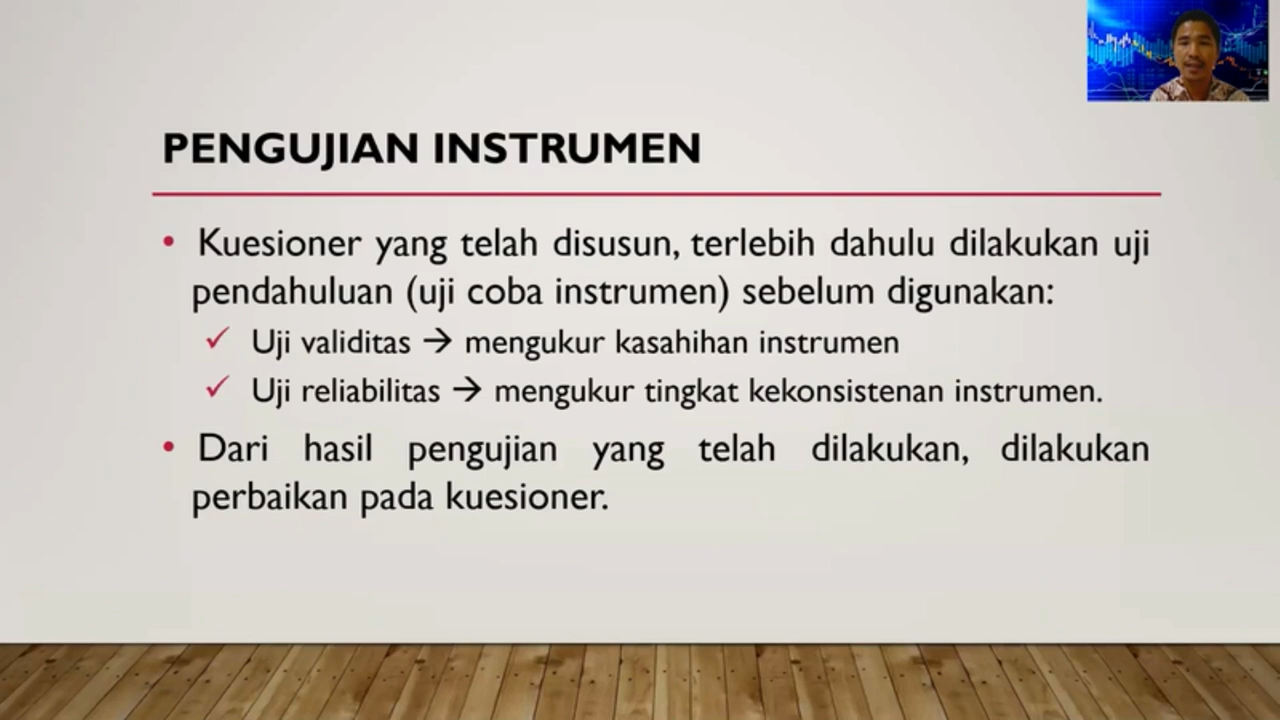 PENGUJIAN INSTRUMEN
• Kuesioner yang telah disusun, terlebih dahulu dilakukan uji
pendahuluan (uji coba instrumen) sebelum digunakan:
✓ Uji validitas → mengukur kasahihan instrumen
✓ Uji reliabilitas → mengukur tingkat kekonsistenan instrumen.
• Dari hasil pengujian yang telah dilakukan, dilakukan
perbaikan pada kuesioner.